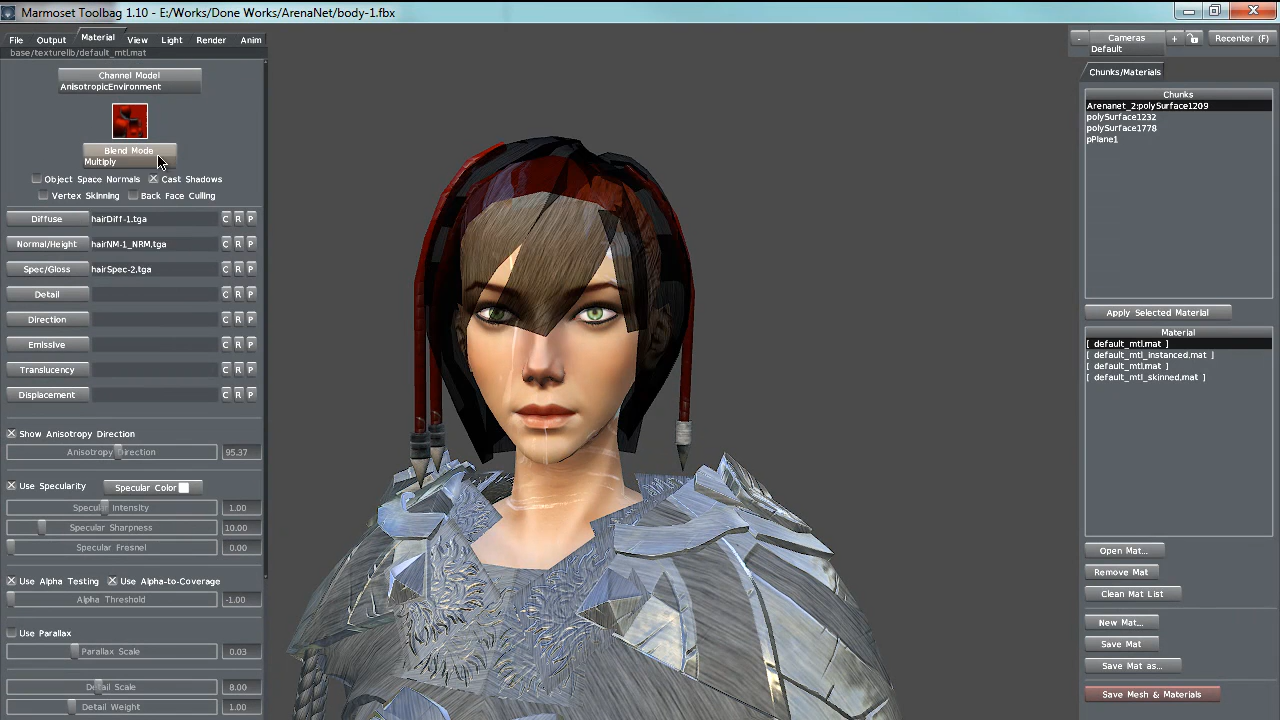 Marmoset Toolbag 1.10 - E:/Works/Done Works/ArenaNet/body-1.fbx
File Output Material View Light Render Anim
base/texturelib/default_mtl.mat
Channel Model
AnisotropicEnvironment
Blend Mode
Multiply
Object Space Normals Cast Shadows
Vertex Skinning Back Face Culling
Diffuse hairDiff-1.tga C R P
Normal/Height hairNM-1_NRM.tga C R P
Spec/Gloss hairSpec-2.tga C R P
Detail C R P
Direction C R P
Emissive C R P
Translucency C R P
Displacement C R P
Show Anisotropy Direction
Anisotropy Direction 95.37
Use Specularity Specular Color
Specular Intensity 1.00
Specular Sharpness 10.00
Specular Fresnel 0.00
Use Alpha Testing Use Alpha-to-Coverage
Alpha Threshold -1.00
Use Parallax
Parallax Scale 0.03
Detail Scale 8.00
Detail Weight 1.00
- Cameras + Recenter (F)
Default
Chunks/Materials
Chunks
Arenanet_2:polySurface1209
polySurface1232
polySurface1778
pPlane1
Apply Selected Material
Material
[ default_mtl.mat ]
[ default_mtl_instanced.mat ]
[ default_mtl.mat ]
[ default_mtl_skinned.mat ]
Open Mat...
Remove Mat
Clean Mat List
New Mat...
Save Mat
Save Mat as...
Save Mesh & Materials